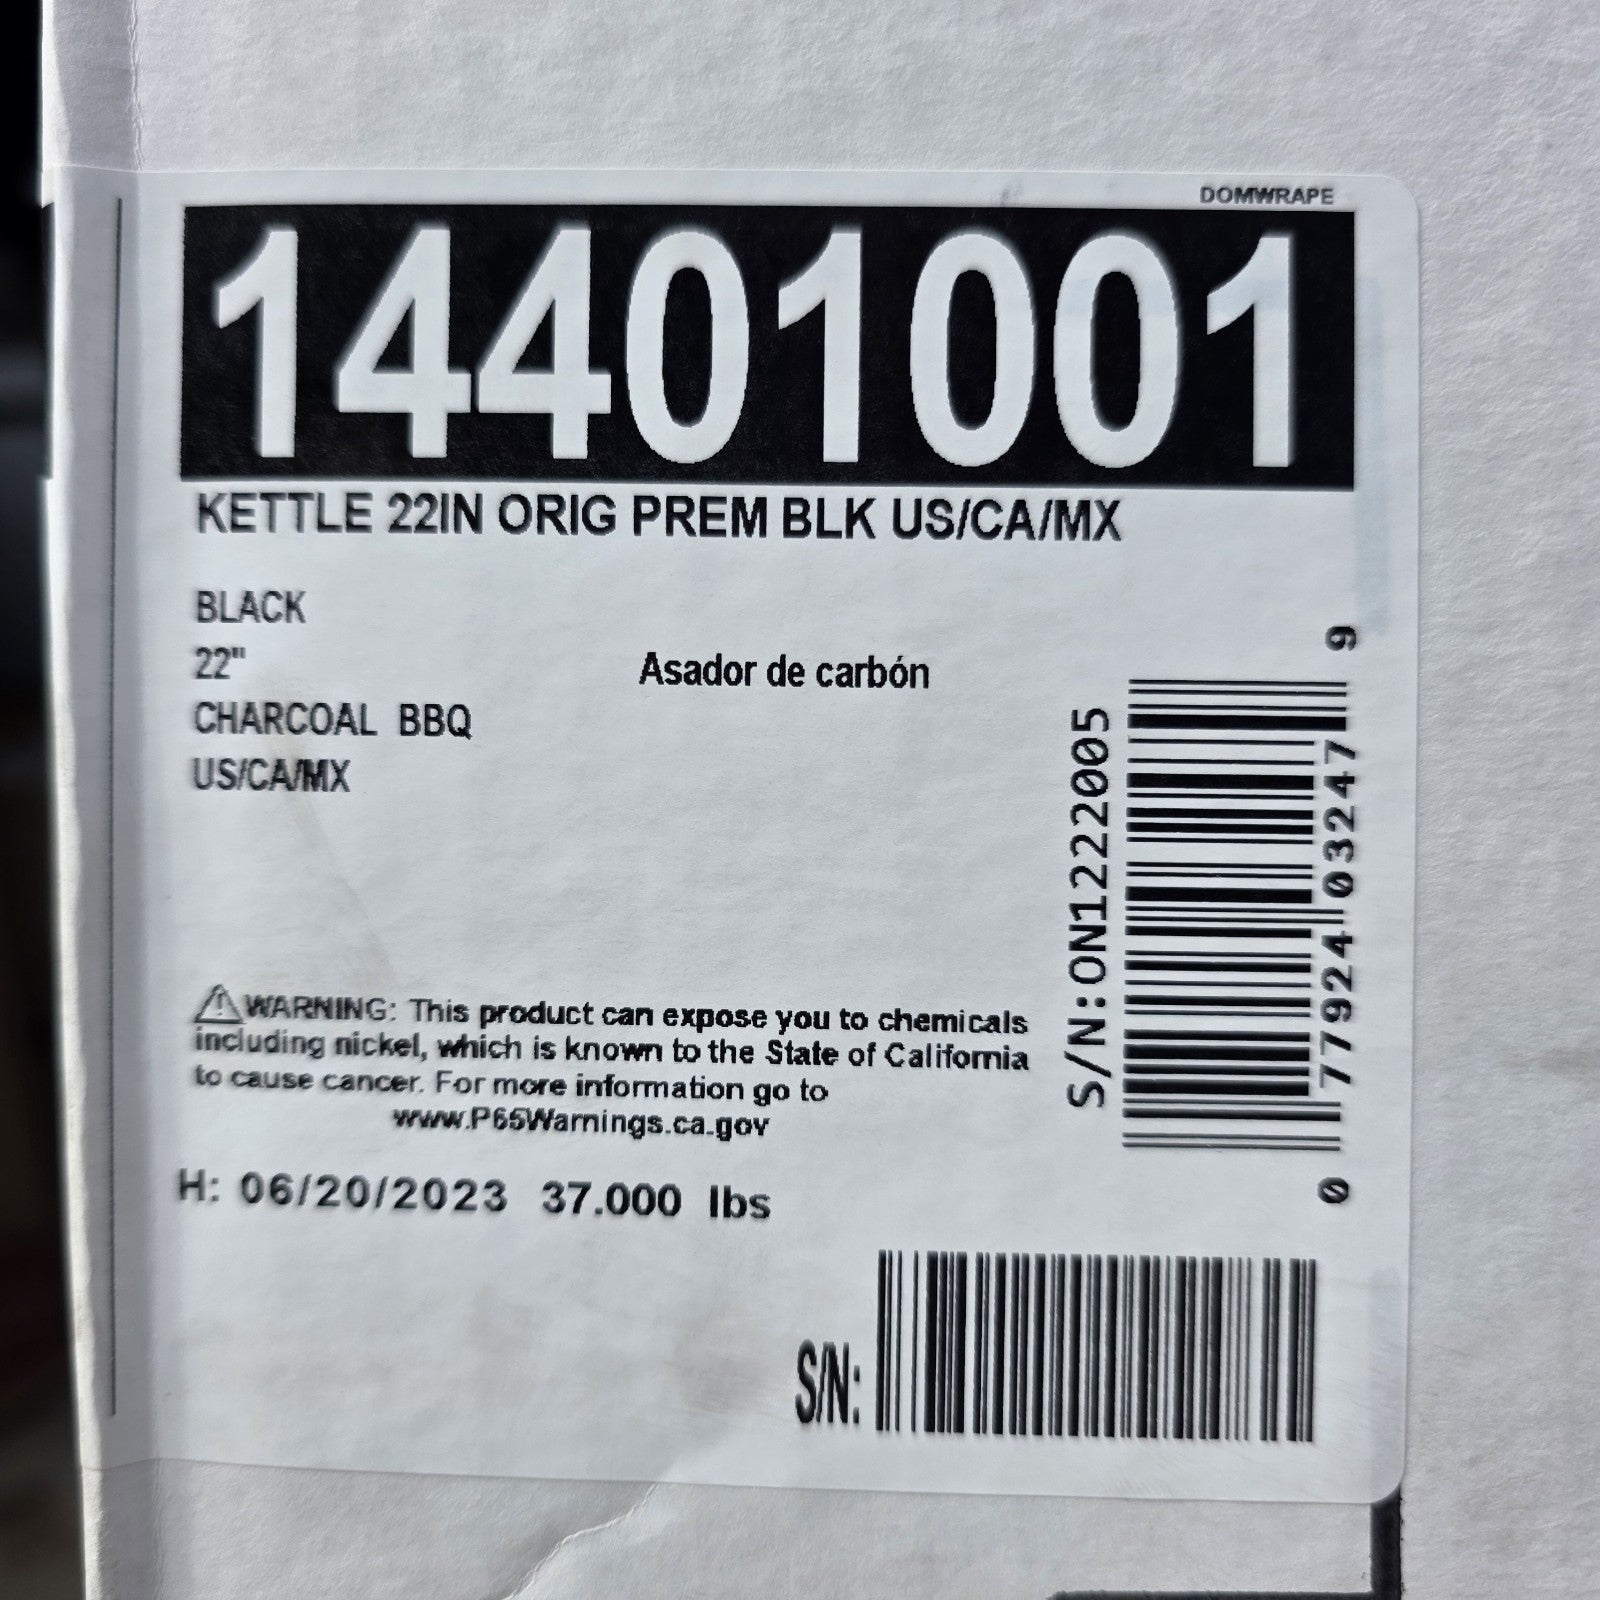 DOMWRAPE
14401001
KETTLE 22IN ORIG PREM BLK US/CA/MX
BLACK
22"
CHARCOAL BBQ
US/CA/MX
Asador de carbón
S/N:ON1222005
0 77924 03247 9
⚠WARNING: This product can expose you to chemicals
including nickel, which is known to the State of California
to cause cancer. For more information go to
www.P65Warnings.ca.gov
H: 06/20/2023 37.000 lbs
S/N: